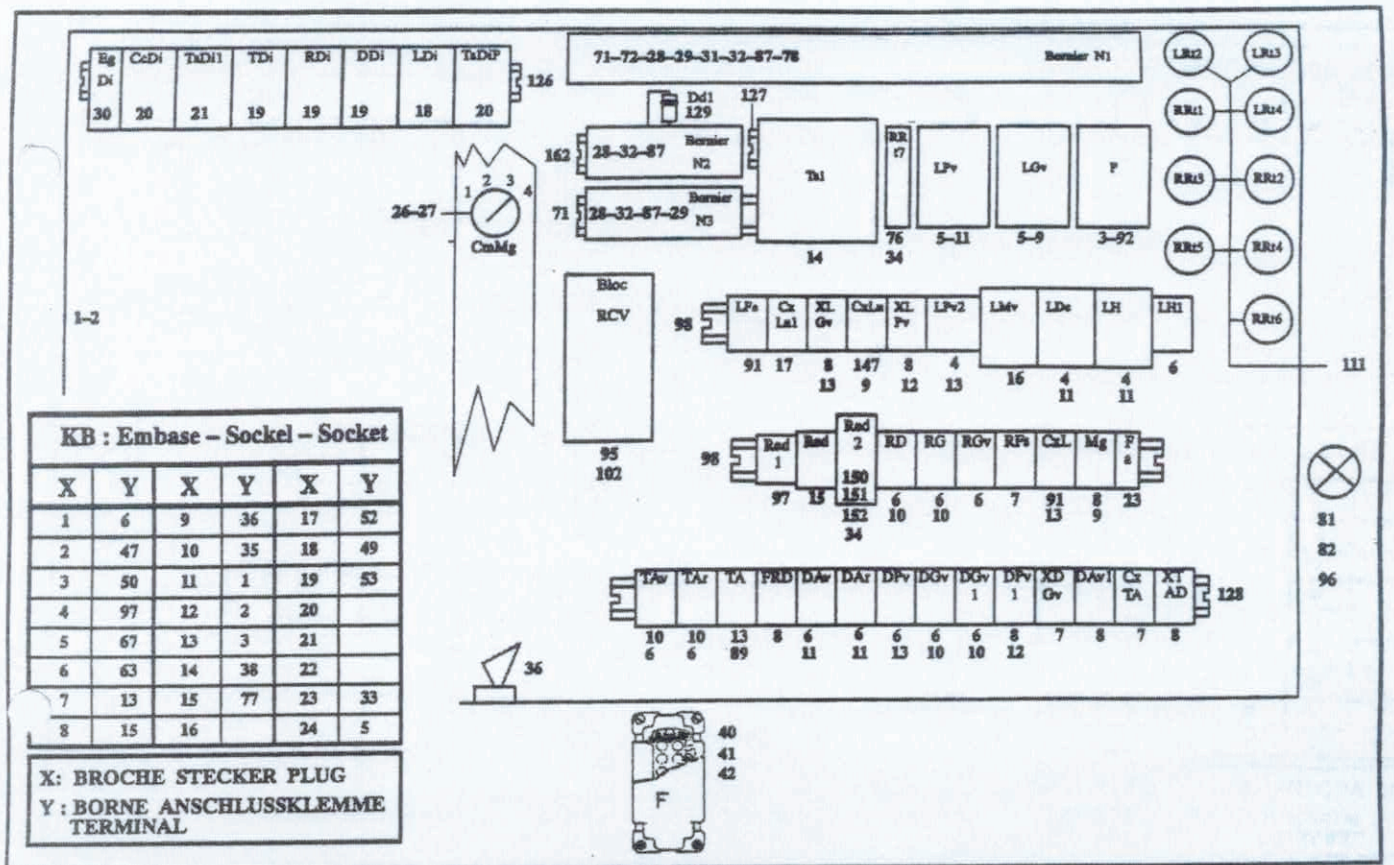 Eg Di CcDi TaDi1 TDi RDi DDi LDi TaDiP
30 20 21 19 19 19 18 20
126
71–72–28–29–31–32–87–78 Bornier N1
Dd1
129
127
162 28–32–87 Bornier N2
71 28–32–87–29 Bornier N3
Ta1
14
RR t7
76
34
LPv
5–11
LGv
5–9
F
3–92
LRt2 LRt3
RRt1 LRt4
RRt3 RRt2
RRt5 RRt4
RRt6
111
1 2 3 4
26–27
CmMg
1–2
Bloc
RCV
95
102
98
LFs Cx La1 XL Gv CxLa XL Pv LPv2 LMv LDe LH LH1
91 17 8 147 8 4 16 4 4 6
13 9 12 13 11 11
98
Rød 1 Rød Rød 2 RD RG RGv RFs CxL Mg F s
150
151
152
34
97 15 6 6 6 7 91 8 23
10 10 13 9
81
82
96
TAv TAr TA FRD DAv DAr DPv DGv DGv 1 DPv 1 XD Gv DAv1 Cx TA XT AD
128
10 10 13 8 6 6 6 6 6 8 7 8 7 8
6 6 89 11 11 13 10 10 12
36
40
41
42
F
KB : Embase – Sockel – Socket
X Y X Y X Y
1 6 9 36 17 52
2 47 10 35 18 49
3 50 11 1 19 53
4 97 12 2 20
5 67 13 3 21
6 63 14 38 22
7 13 15 77 23 33
8 15 16 24 5
X: BROCHE STECKER PLUG
Y : BORNE ANSCHLUSSKLEMME
TERMINAL